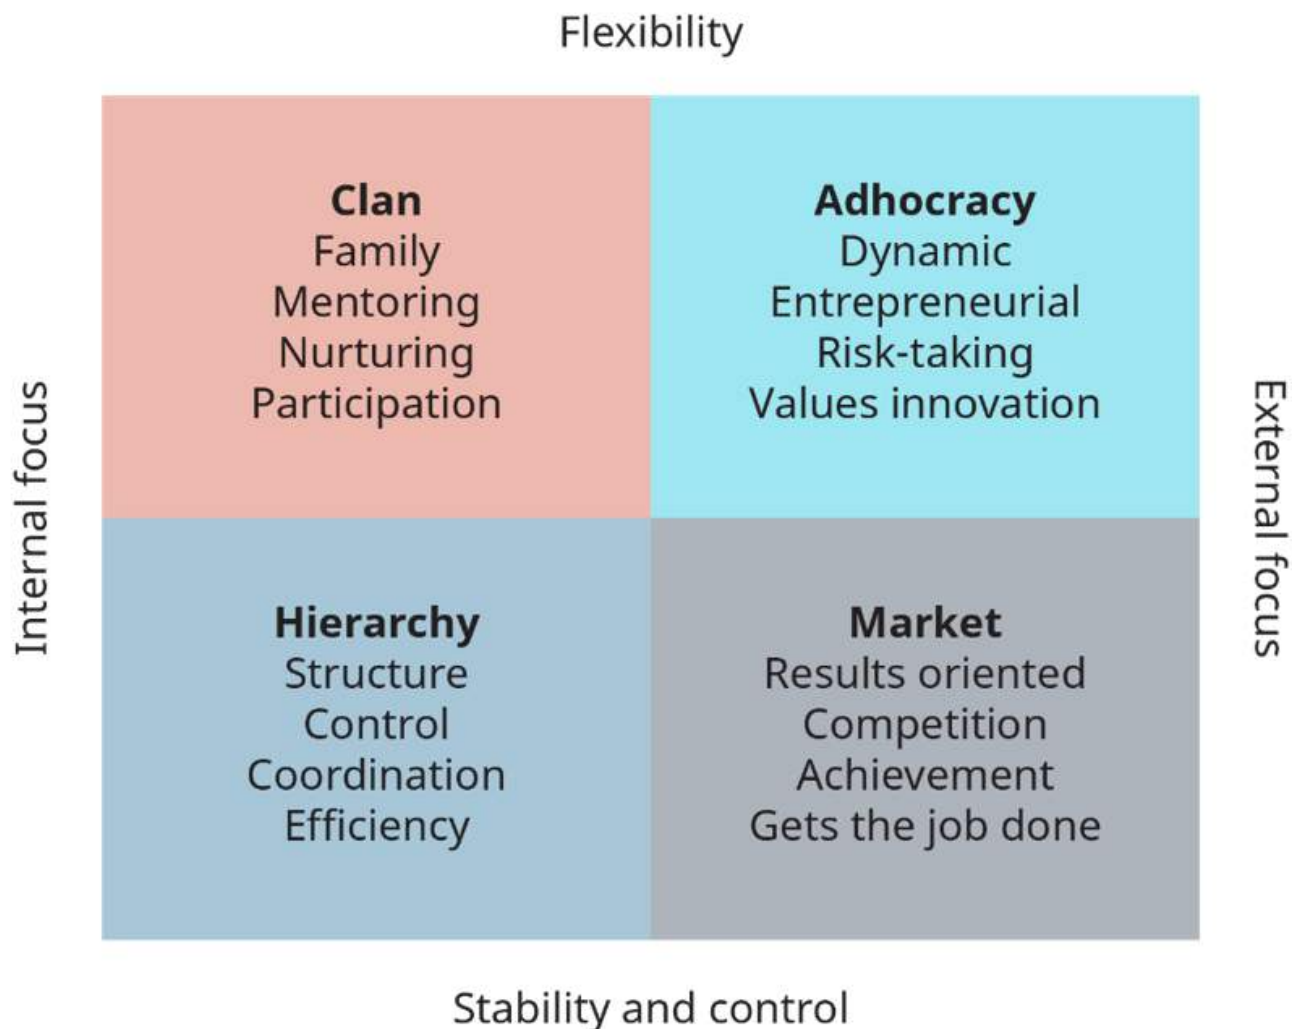 Flexibility
Internal focus
Clan
Family
Mentoring
Nurturing
Participation
Adhocracy
Dynamic
Entrepreneurial
Risk-taking
Values innovation
External focus
Hierarchy
Structure
Control
Coordination
Efficiency
Market
Results oriented
Competition
Achievement
Gets the job done
Stability and control